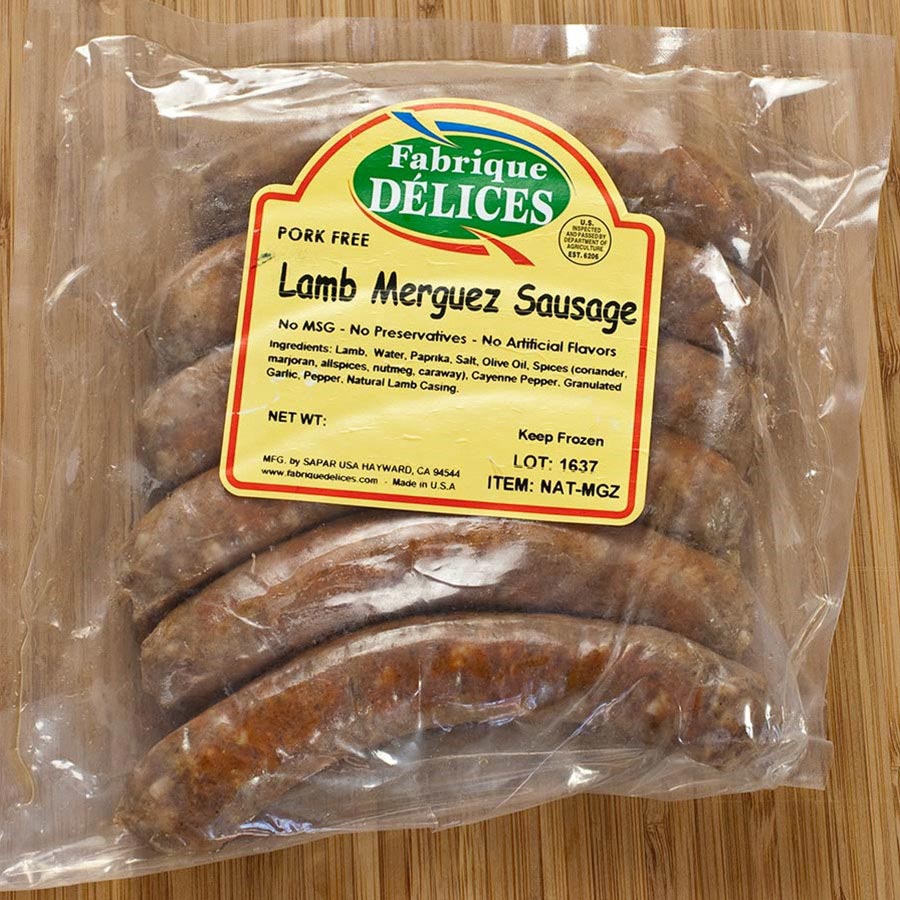 Fabrique
DÉLICES
U.S.
INSPECTED
AND PASSED BY
DEPARTMENT OF
AGRICULTURE
EST. 6206
PORK FREE
Lamb Merguez Sausage
No MSG - No Preservatives - No Artificial Flavors
Ingredients: Lamb, Water, Paprika, Salt, Olive Oil, Spices (coriander,
marjoran, allspices, nutmeg, caraway), Cayenne Pepper, Granulated
Garlic, Pepper, Natural Lamb Casing.
NET WT:
Keep Frozen
LOT: 1637
ITEM: NAT-MGZ
MFG. by SAPAR USA HAYWARD, CA 94544
www.fabriquedelices.com - Made in U.S.A